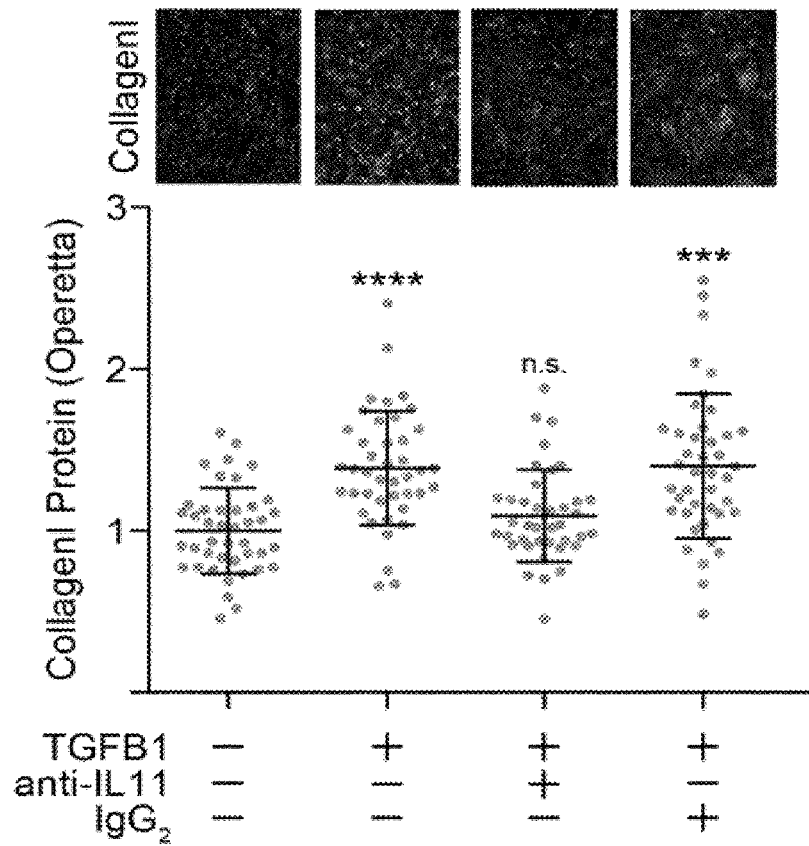 CollagenI
CollagenI Protein (Operetta)
3
2
1
****
n.s.
***
TGFB1 − + + +
anti-IL11 − − + −
IgG₂ − − − +